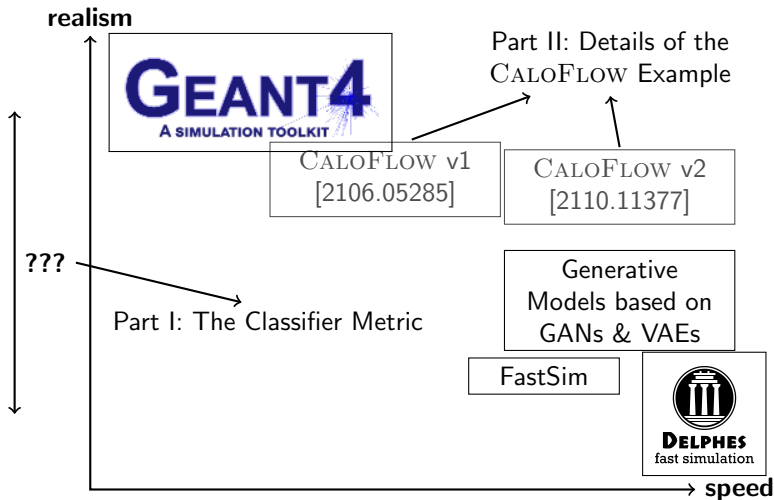 realism
GEANT4
A SIMULATION TOOLKIT
Part II: Details of the
CALOFLOW Example
CALOFLOW v1
[2106.05285]
CALOFLOW v2
[2110.11377]
???
Part I: The Classifier Metric
Generative
Models based on
GANs & VAEs
FastSim
DELPHES
fast simulation
speed